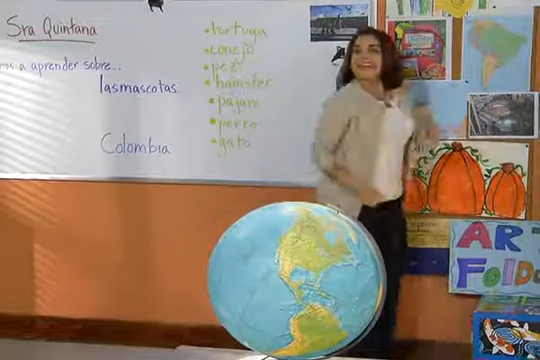 Sra Quintana
nos a aprender sobre...
las mascotas
Colombia
• tortuga
• conejo
• pez
• hámster
• pájaro
• perro
• gato
ART
Fold